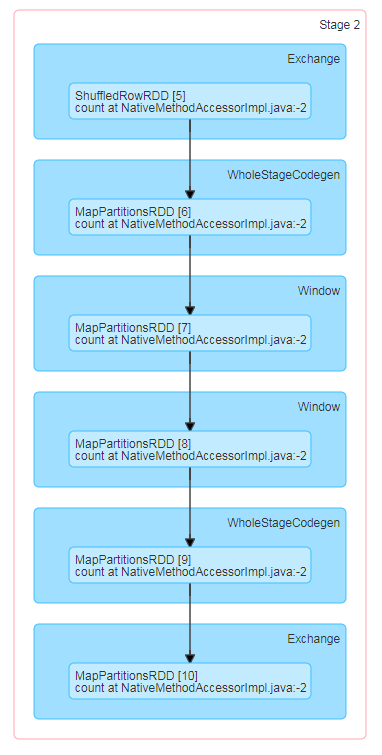 Stage 2
Exchange
ShuffledRowRDD [5]
count at NativeMethodAccessorImpl.java:-2
WholeStageCodegen
MapPartitionsRDD [6]
count at NativeMethodAccessorImpl.java:-2
Window
MapPartitionsRDD [7]
count at NativeMethodAccessorImpl.java:-2
Window
MapPartitionsRDD [8]
count at NativeMethodAccessorImpl.java:-2
WholeStageCodegen
MapPartitionsRDD [9]
count at NativeMethodAccessorImpl.java:-2
Exchange
MapPartitionsRDD [10]
count at NativeMethodAccessorImpl.java:-2